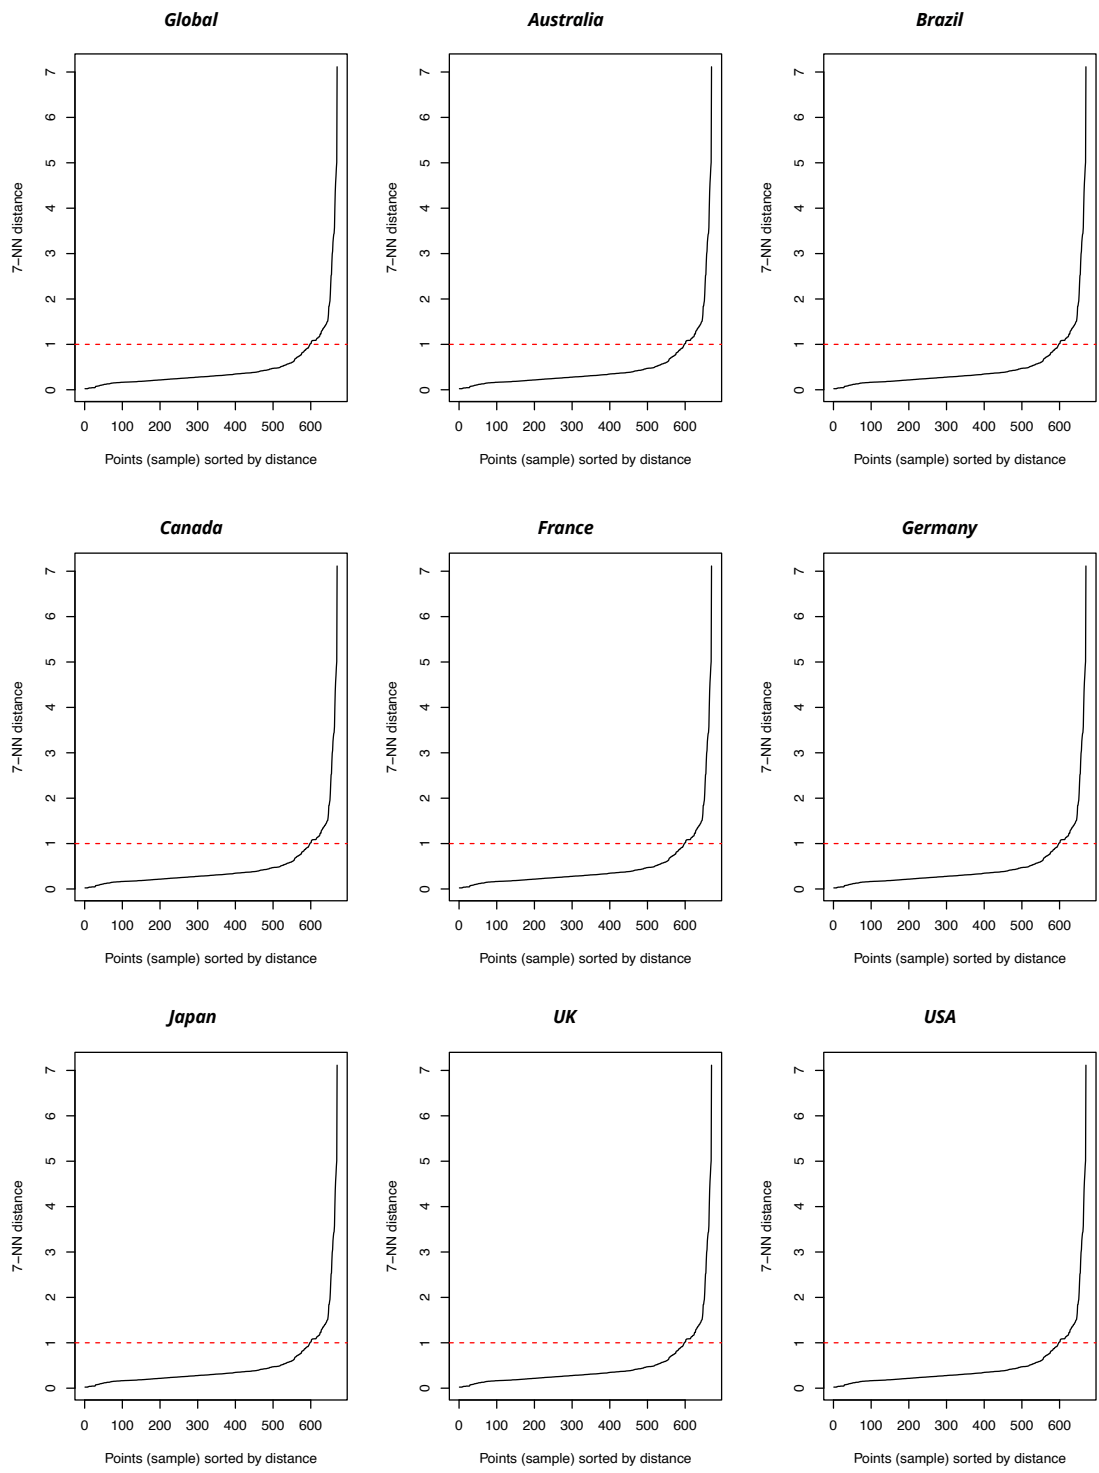 Global Australia Brazil
7 7 7
6 6 6
5 5 5
4 4 4
3 3 3
2 2 2
1 1 1
0 0 0
7−NN distance 7−NN distance 7−NN distance
0 100 200 300 400 500 600 0 100 200 300 400 500 600 0 100 200 300 400 500 600
Points (sample) sorted by distance Points (sample) sorted by distance Points (sample) sorted by distance
Canada France Germany
7 7 7
6 6 6
5 5 5
4 4 4
3 3 3
2 2 2
1 1 1
0 0 0
7−NN distance 7−NN distance 7−NN distance
0 100 200 300 400 500 600 0 100 200 300 400 500 600 0 100 200 300 400 500 600
Points (sample) sorted by distance Points (sample) sorted by distance Points (sample) sorted by distance
Japan UK USA
7 7 7
6 6 6
5 5 5
4 4 4
3 3 3
2 2 2
1 1 1
0 0 0
7−NN distance 7−NN distance 7−NN distance
0 100 200 300 400 500 600 0 100 200 300 400 500 600 0 100 200 300 400 500 600
Points (sample) sorted by distance Points (sample) sorted by distance Points (sample) sorted by distance